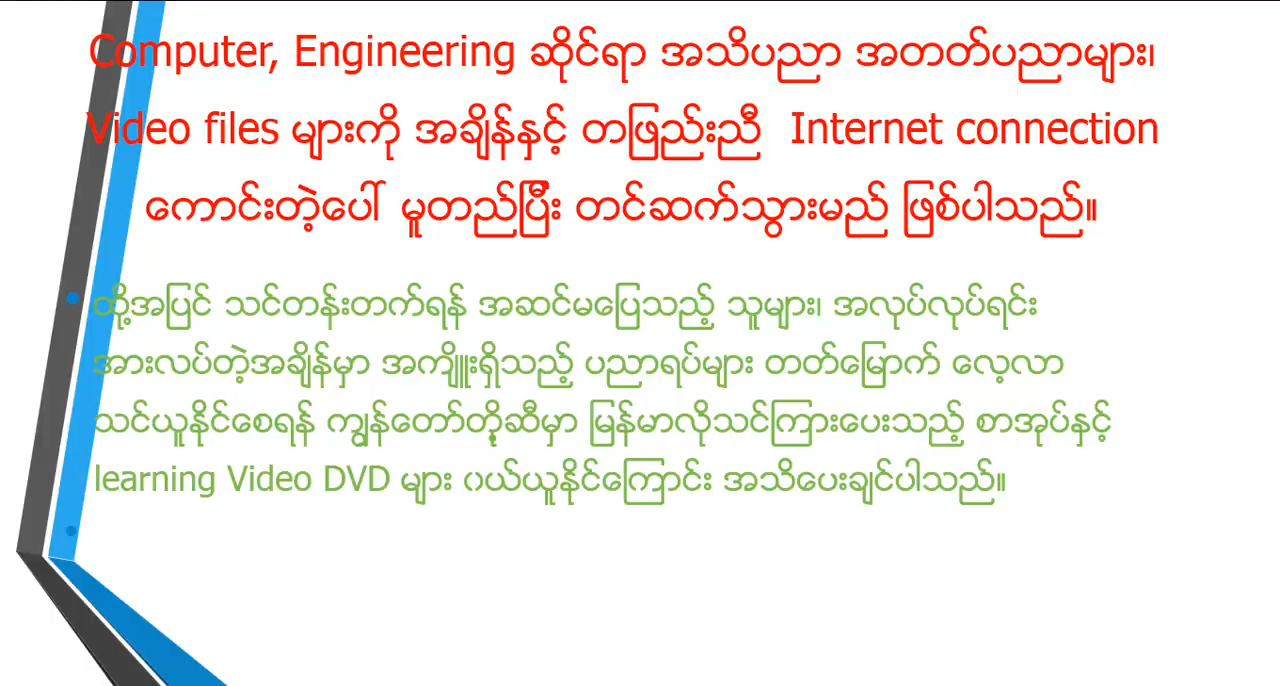 Computer, Engineering ဆိုင်ရာ အသိပညာ အတတ်ပညာများ၊
Video files များကို အချိန်နှင့် တဖြည်းညီ Internet connection
ကောင်းတဲ့ပေါ် မူတည်ပြီး တင်ဆက်သွားမည် ဖြစ်ပါသည်။
ထို့အပြင် သင်တန်းတက်ရန် အဆင်မပြေသည့် သူများ၊ အလုပ်လုပ်ရင်း
အားလပ်တဲ့အချိန်မှာ အကျိူးရှိသည့် ပညာရပ်များ တတ်မြောက် လေ့လာ
သင်ယူနိုင်စေရန် ကျွန်တော်တို့ဆီမှာ မြန်မာလိုသင်ကြားပေးသည့် စာအုပ်နှင့်
learning Video DVD များ ၀ယ်ယူနိုင်ကြောင်း အသိပေးချင်ပါသည်။